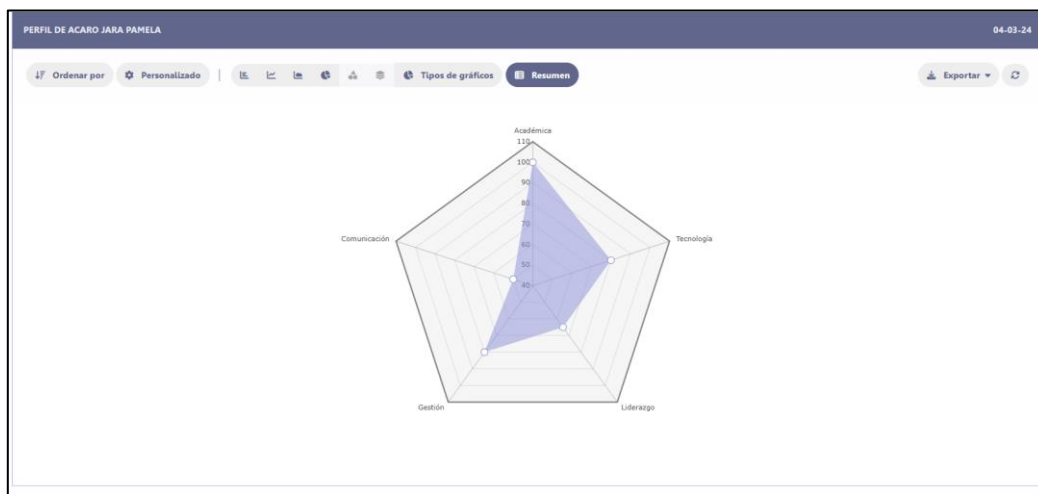 PERFIL DE ACARO JARA PAMELA 04-03-24
Ordenar por Personalizado Tipos de gráficos Resumen Exportar
Académica
110
100
90
80
70
60
50
40
Comunicación Tecnología
Gestión Liderazgo